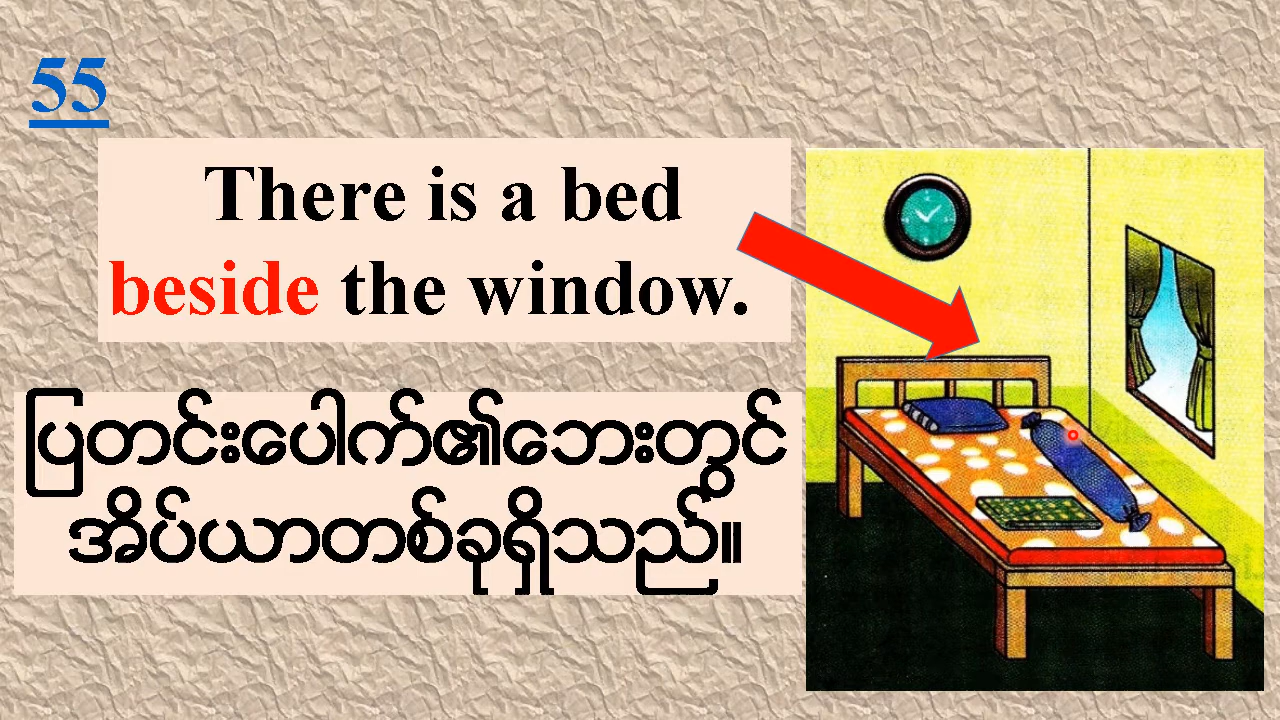 55
There is a bed
beside the window.
ပြတင်းပေါက်၏ဘေးတွင်
အိပ်ယာတစ်ခုရှိသည်။